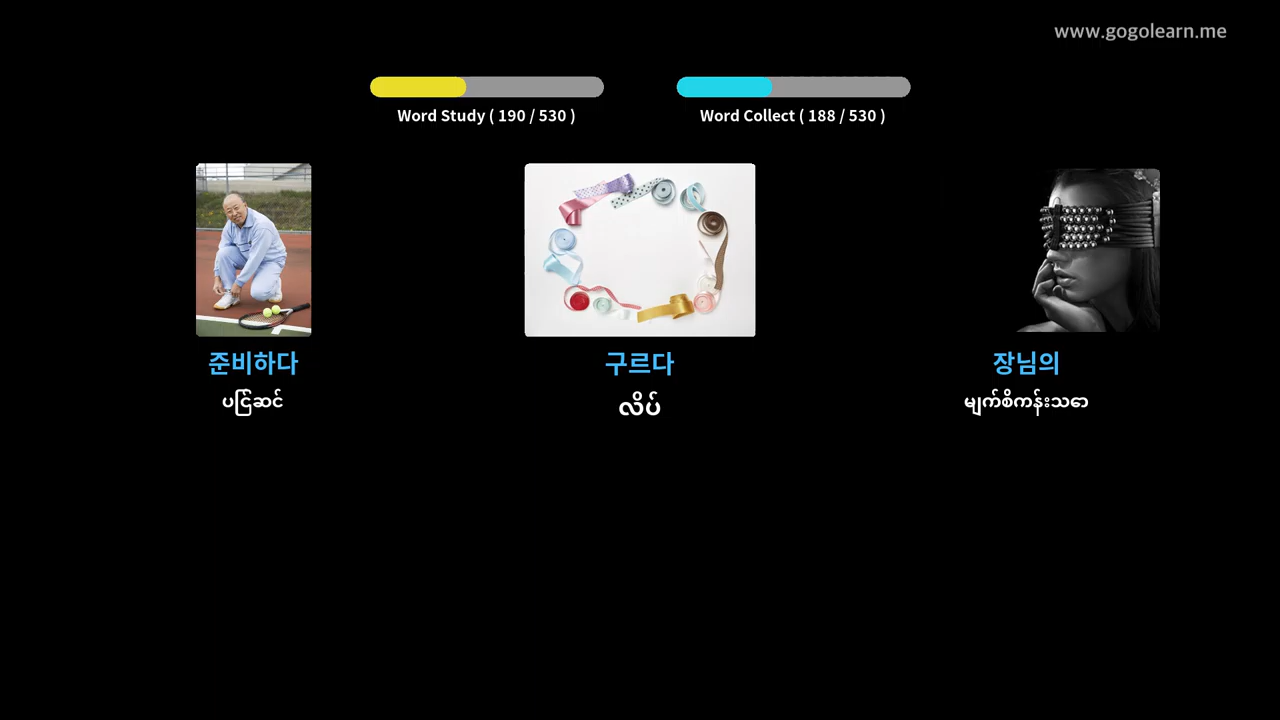 www.gogolearn.me
Word Study ( 190 / 530 )
Word Collect ( 188 / 530 )
준비하다
ပြင်ဆင်
구르다
လိပ်
장님의
မျက်စိကန်းသော